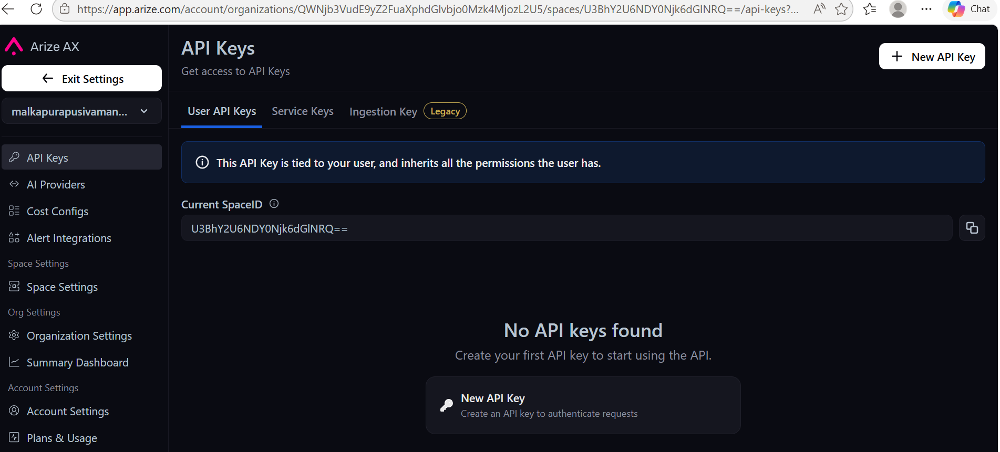 https://app.arize.com/account/organizations/QWNjb3VudE9yZ2FuaXphdGlvbjo0Mzk4MjozL2U5/spaces/U3BhY2U6NDY0Njk6dGlNRQ==/api-keys?...
Chat
Arize AX
Exit Settings
malkapurapusivaman...
API Keys
AI Providers
Cost Configs
Alert Integrations
Space Settings
Space Settings
Org Settings
Organization Settings
Summary Dashboard
Account Settings
Account Settings
Plans & Usage
API Keys
Get access to API Keys
New API Key
User API Keys
Service Keys
Ingestion Key
Legacy
This API Key is tied to your user, and inherits all the permissions the user has.
Current SpaceID
U3BhY2U6NDY0Njk6dGlNRQ==
No API keys found
Create your first API key to start using the API.
New API Key
Create an API key to authenticate requests